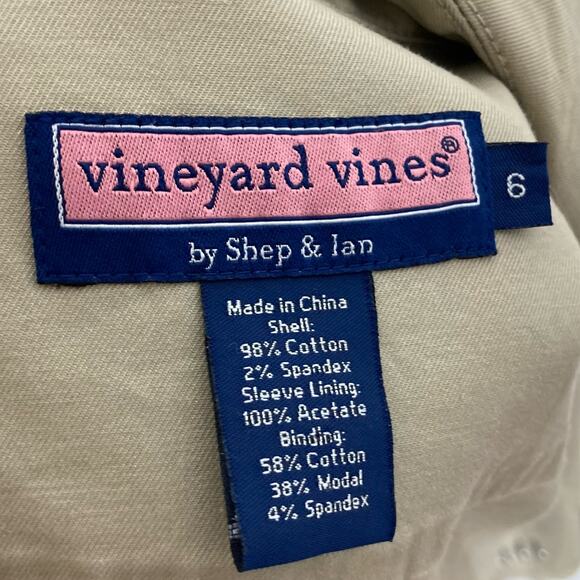 vineyard vines®
by Shep & Ian
6
Made in China
Shell:
98% Cotton
2% Spandex
Sleeve Lining:
100% Acetate
Binding:
58% Cotton
38% Modal
4% Spandex